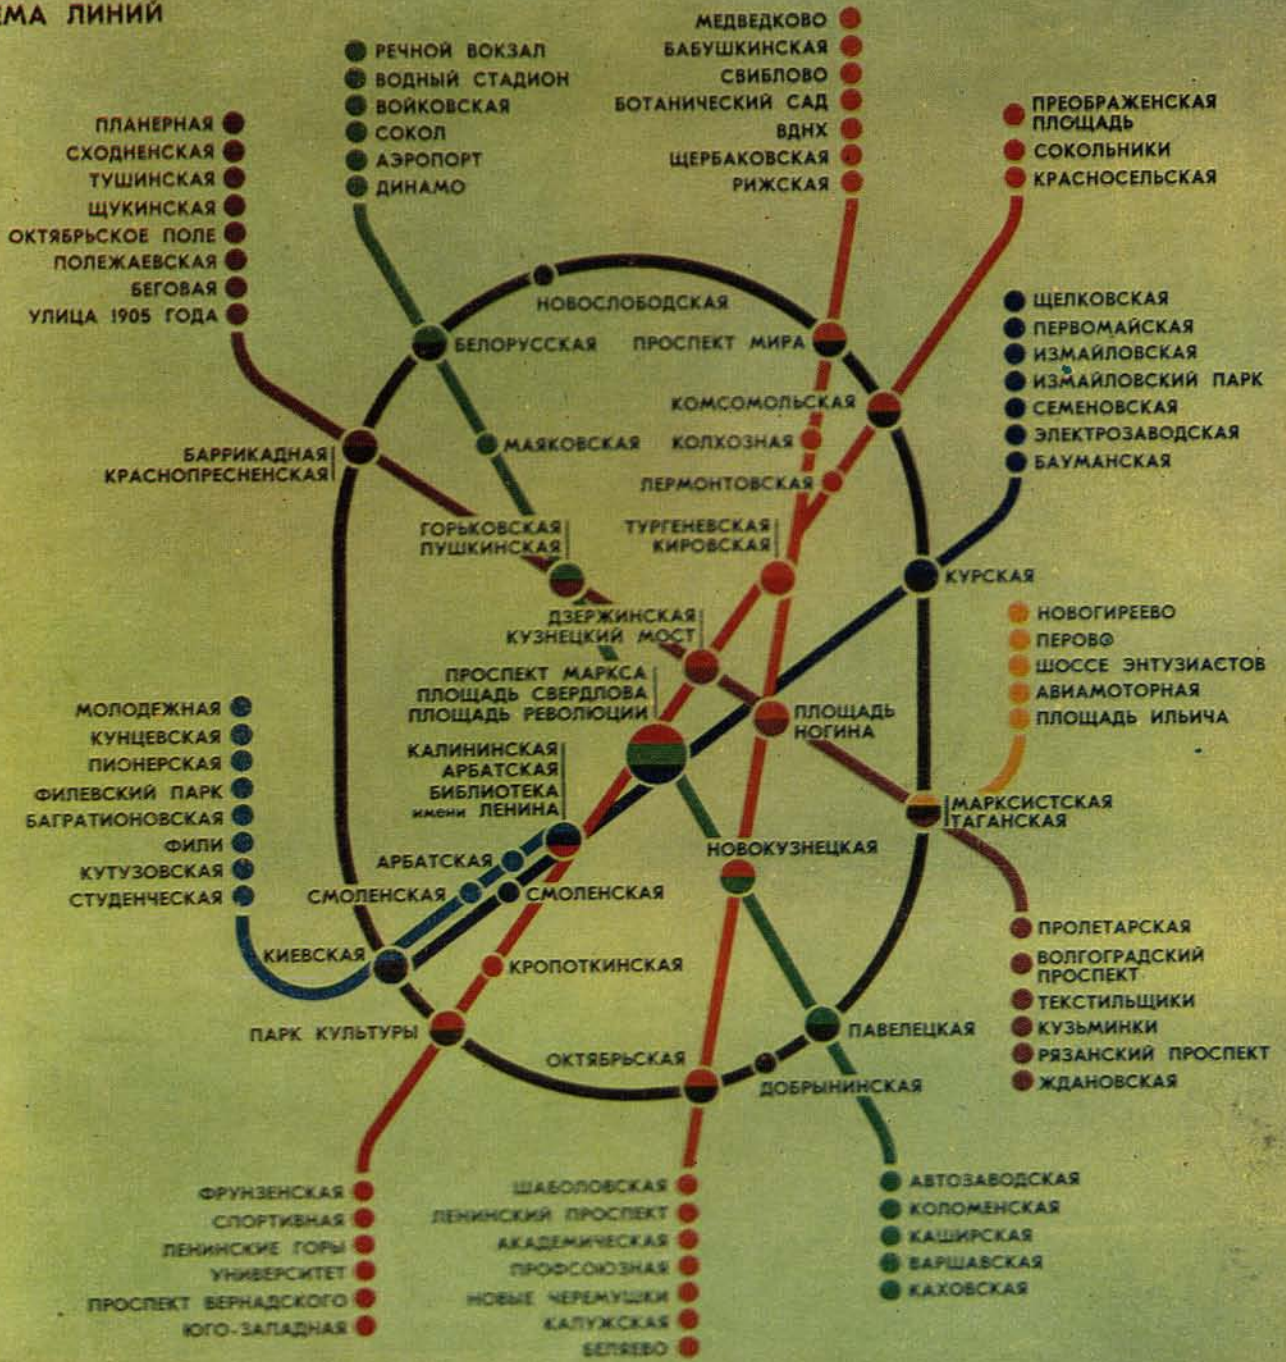 ЕМА ЛИНИЙ
МЕДВЕДКОВО
БАБУШКИНСКАЯ
СВИБЛОВО
БОТАНИЧЕСКИЙ САД
ВДНХ
ЩЕРБАКОВСКАЯ
РИЖСКАЯ
РЕЧНОЙ ВОКЗАЛ
ВОДНЫЙ СТАДИОН
ВОЙКОВСКАЯ
СОКОЛ
АЭРОПОРТ
ДИНАМО
ПРЕОБРАЖЕНСКАЯ
ПЛОЩАДЬ
СОКОЛЬНИКИ
КРАСНОСЕЛЬСКАЯ
ПЛАНЕРНАЯ
СХОДНЕНСКАЯ
ТУШИНСКАЯ
ЩУКИНСКАЯ
ОКТЯБРЬСКОЕ ПОЛЕ
ПОЛЕЖАЕВСКАЯ
БЕГОВАЯ
УЛИЦА 1905 ГОДА
НОВОСЛОБОДСКАЯ
БЕЛОРУССКАЯ
ПРОСПЕКТ МИРА
ЩЕЛКОВСКАЯ
ПЕРВОМАЙСКАЯ
ИЗМАЙЛОВСКАЯ
ИЗМАЙЛОВСКИЙ ПАРК
СЕМЕНОВСКАЯ
ЭЛЕКТРОЗАВОДСКАЯ
БАУМАНСКАЯ
КОМСОМОЛЬСКАЯ
МАЯКОВСКАЯ
КОЛХОЗНАЯ
БАРРИКАДНАЯ
КРАСНОПРЕСНЕНСКАЯ
ЛЕРМОНТОВСКАЯ
ГОРЬКОВСКАЯ
ПУШКИНСКАЯ
ТУРГЕНЕВСКАЯ
КИРОВСКАЯ
КУРСКАЯ
ДЗЕРЖИНСКАЯ
КУЗНЕЦКИЙ МОСТ
НОВОГИРЕЕВО
ПЕРОВО
ШОССЕ ЭНТУЗИАСТОВ
АВИАМОТОРНАЯ
ПЛОЩАДЬ ИЛЬИЧА
ПРОСПЕКТ МАРКСА
ПЛОЩАДЬ СВЕРДЛОВА
ПЛОЩАДЬ РЕВОЛЮЦИИ
ПЛОЩАДЬ
НОГИНА
МОЛОДЕЖНАЯ
КУНЦЕВСКАЯ
ПИОНЕРСКАЯ
ФИЛЕВСКИЙ ПАРК
БАГРАТИОНОВСКАЯ
ФИЛИ
КУТУЗОВСКАЯ
СТУДЕНЧЕСКАЯ
КАЛИНИНСКАЯ
АРБАТСКАЯ
БИБЛИОТЕКА
имени ЛЕНИНА
МАРКСИСТСКАЯ
ТАГАНСКАЯ
НОВОКУЗНЕЦКАЯ
АРБАТСКАЯ
СМОЛЕНСКАЯ
СМОЛЕНСКАЯ
КИЕВСКАЯ
КРОПОТКИНСКАЯ
ПАРК КУЛЬТУРЫ
ПРОЛЕТАРСКАЯ
ВОЛГОГРАДСКИЙ
ПРОСПЕКТ
ТЕКСТИЛЬЩИКИ
КУЗЬМИНКИ
РЯЗАНСКИЙ ПРОСПЕКТ
ЖДАНОВСКАЯ
ПАВЕЛЕЦКАЯ
ОКТЯБРЬСКАЯ
ДОБРЫНИНСКАЯ
ФРУНЗЕНСКАЯ
СПОРТИВНАЯ
ЛЕНИНСКИЕ ГОРЫ
УНИВЕРСИТЕТ
ПРОСПЕКТ ВЕРНАДСКОГО
ЮГО-ЗАПАДНАЯ
ШАБОЛОВСКАЯ
ЛЕНИНСКИЙ ПРОСПЕКТ
АКАДЕМИЧЕСКАЯ
ПРОФСОЮЗНАЯ
НОВЫЕ ЧЕРЕМУШКИ
КАЛУЖСКАЯ
БЕЛЯЕВО
АВТОЗАВОДСКАЯ
КОЛОМЕНСКАЯ
КАШИРСКАЯ
ВАРШАВСКАЯ
КАХОВСКАЯ